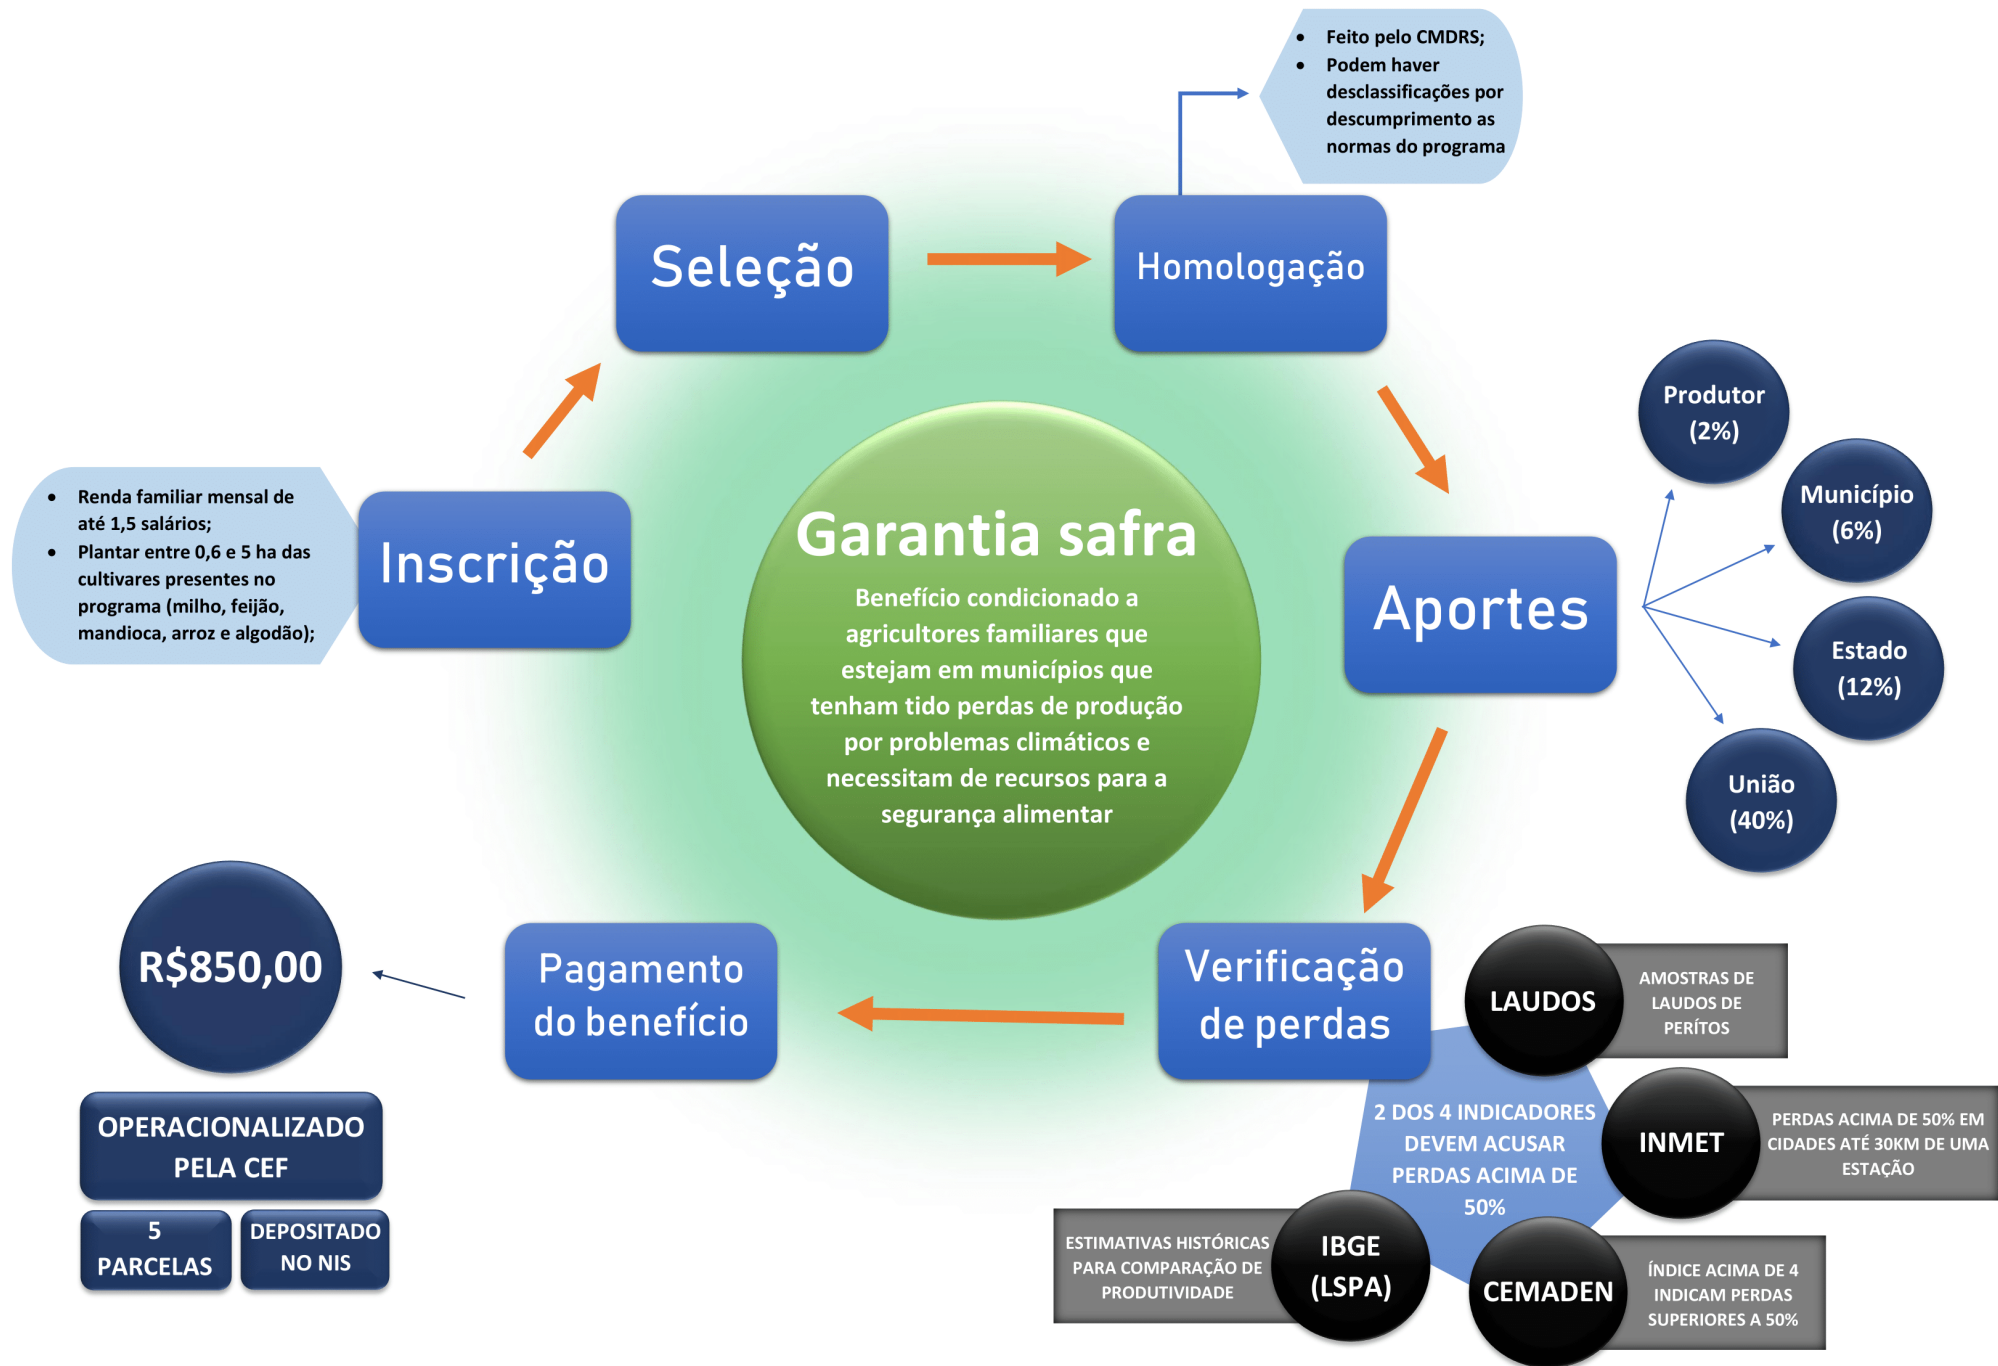 • Feito pelo CMDRS;
• Podem haver
desclassificações por
descumprimento as
normas do programa
Seleção
Homologação
Produtor
(2%)
Município
(6%)
Estado
(12%)
União
(40%)
• Renda familiar mensal de
até 1,5 salários;
• Plantar entre 0,6 e 5 ha das
cultivares presentes no
programa (milho, feijão,
mandioca, arroz e algodão);
Inscrição
Garantia safra
Benefício condicionado a
agricultores familiares que
estejam em municípios que
tenham tido perdas de produção
por problemas climáticos e
necessitam de recursos para a
segurança alimentar
Aportes
R$850,00
Pagamento
do benefício
Verificação
de perdas
LAUDOS
AMOSTRAS DE
LAUDOS DE
PERÍTOS
OPERACIONALIZADO
PELA CEF
5
PARCELAS
DEPOSITADO
NO NIS
2 DOS 4 INDICADORES
DEVEM ACUSAR
PERDAS ACIMA DE
50%
INMET
PERDAS ACIMA DE 50% EM
CIDADES ATÉ 30KM DE UMA
ESTAÇÃO
ESTIMATIVAS HISTÓRICAS
PARA COMPARAÇÃO DE
PRODUTIVIDADE
IBGE
(LSPA)
CEMADEN
ÍNDICE ACIMA DE 4
INDICAM PERDAS
SUPERIORES A 50%